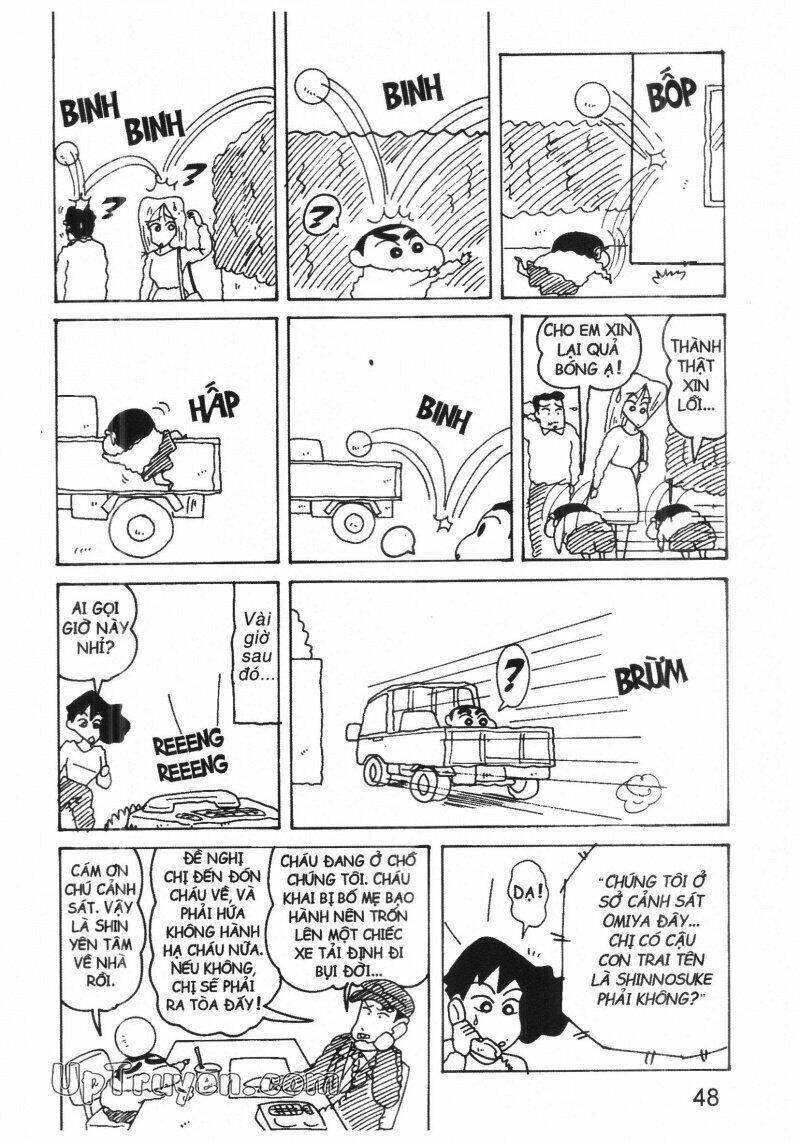 BỐP
BINH
?
BINH
BINH
?
?
THÀNH
THẬT
XIN
LỖI...
CHO EM XIN
LẠI QUẢ
BÓNG Ạ!
BINH
HẤP
?
BRỪM
Vài
giờ
sau
đó...
AI GỌI
GIỜ NÀY
NHỈ?
REEENG
REEENG
"CHÚNG TÔI Ở
SỞ CẢNH SÁT
OMIYA ĐÂY...
CHỊ CÓ CẬU
CON TRAI TÊN
LÀ SHINNOSUKE
PHẢI KHÔNG?"
DẠ!
CHÁU ĐANG Ở CHỖ
CHÚNG TÔI. CHÁU
KHAI BỊ BỐ MẸ BẠO
HÀNH NÊN TRỐN
LÊN MỘT CHIẾC
XE TẢI ĐỊNH ĐI
BỤI ĐỜI...
ĐỀ NGHỊ
CHỊ ĐẾN ĐÓN
CHÁU VỀ, VÀ
PHẢI HỨA
KHÔNG HÀNH
HẠ CHÁU NỮA.
NẾU KHÔNG,
CHỊ SẼ PHẢI
RA TÒA ĐẤY!
CÁM ƠN
CHÚ CẢNH
SÁT. VẬY
LÀ SHIN
YÊN TÂM
VỀ NHÀ
RỒI.
UpTruyen.com
48